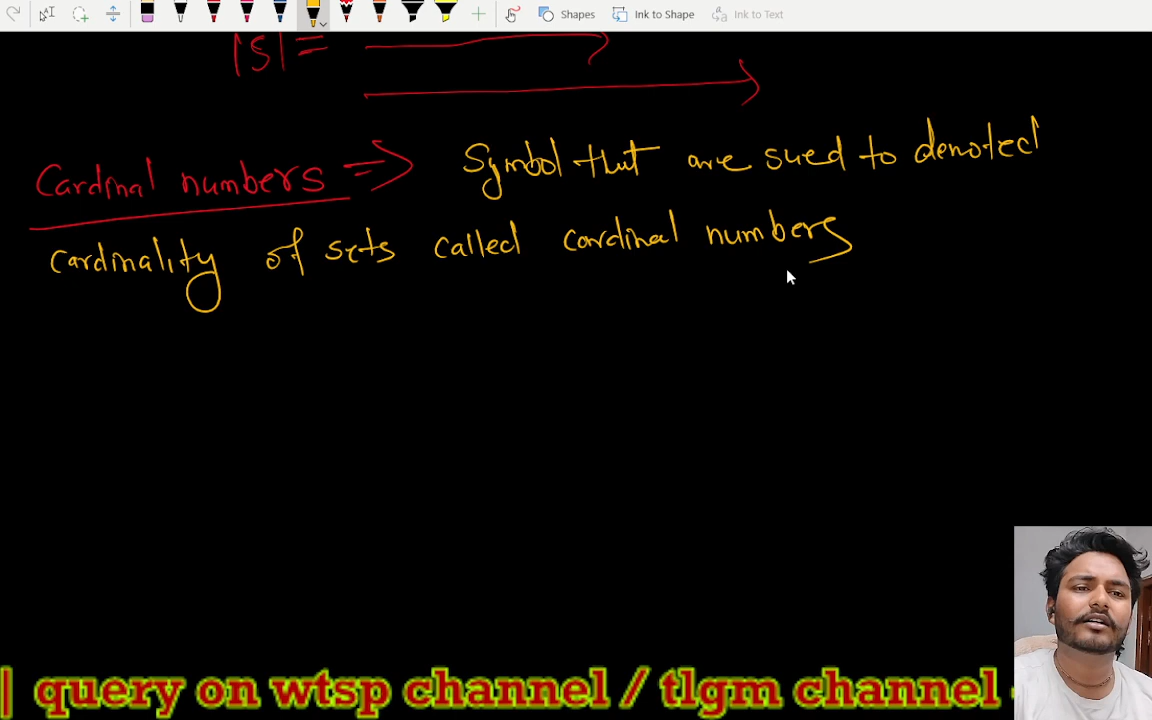 Shapes Ink to Shape Ink to Text
|S| =
Cardinal numbers => Symbol that are sued to denoted
cardinality of sets called cardinal numbers
| query on wtsp channel / tlgm channel -